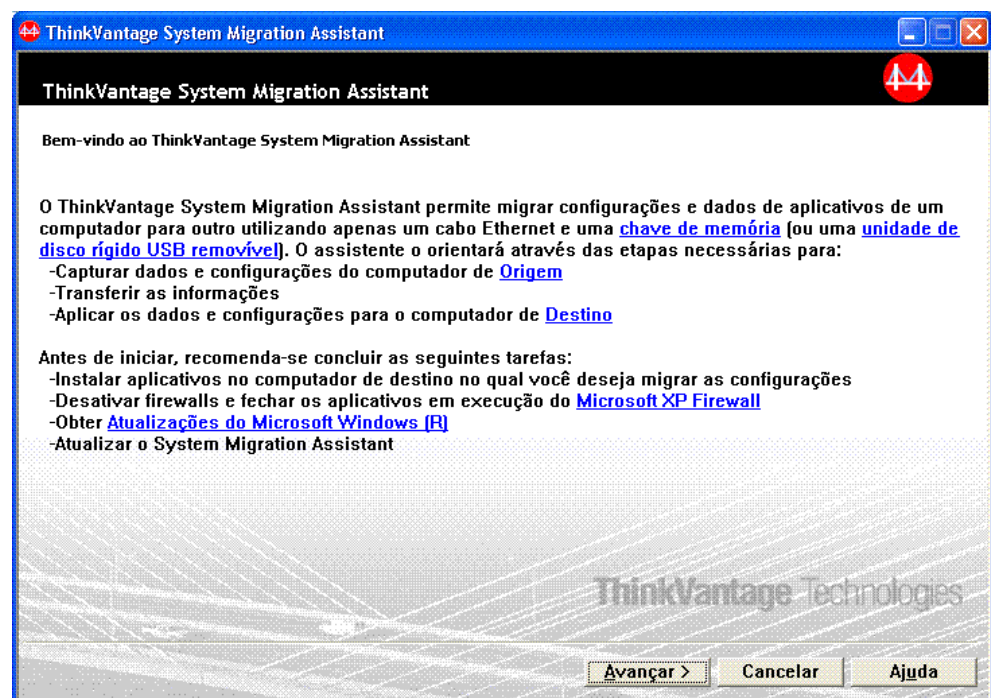 ThinkVantage System Migration Assistant
ThinkVantage System Migration Assistant
Bem-vindo ao ThinkVantage System Migration Assistant
O ThinkVantage System Migration Assistant permite migrar configurações e dados de aplicativos de um
computador para outro utilizando apenas um cabo Ethernet e uma chave de memória (ou uma unidade de
disco rígido USB removível). O assistente o orientará através das etapas necessárias para:
-Capturar dados e configurações do computador de Origem
-Transferir as informações
-Aplicar os dados e configurações para o computador de Destino
Antes de iniciar, recomenda-se concluir as seguintes tarefas:
-Instalar aplicativos no computador de destino no qual você deseja migrar as configurações
-Desativar firewalls e fechar os aplicativos em execução do Microsoft XP Firewall
-Obter Atualizações do Microsoft Windows (R)
-Atualizar o System Migration Assistant
ThinkVantage Technologies
Avançar > Cancelar Ajuda